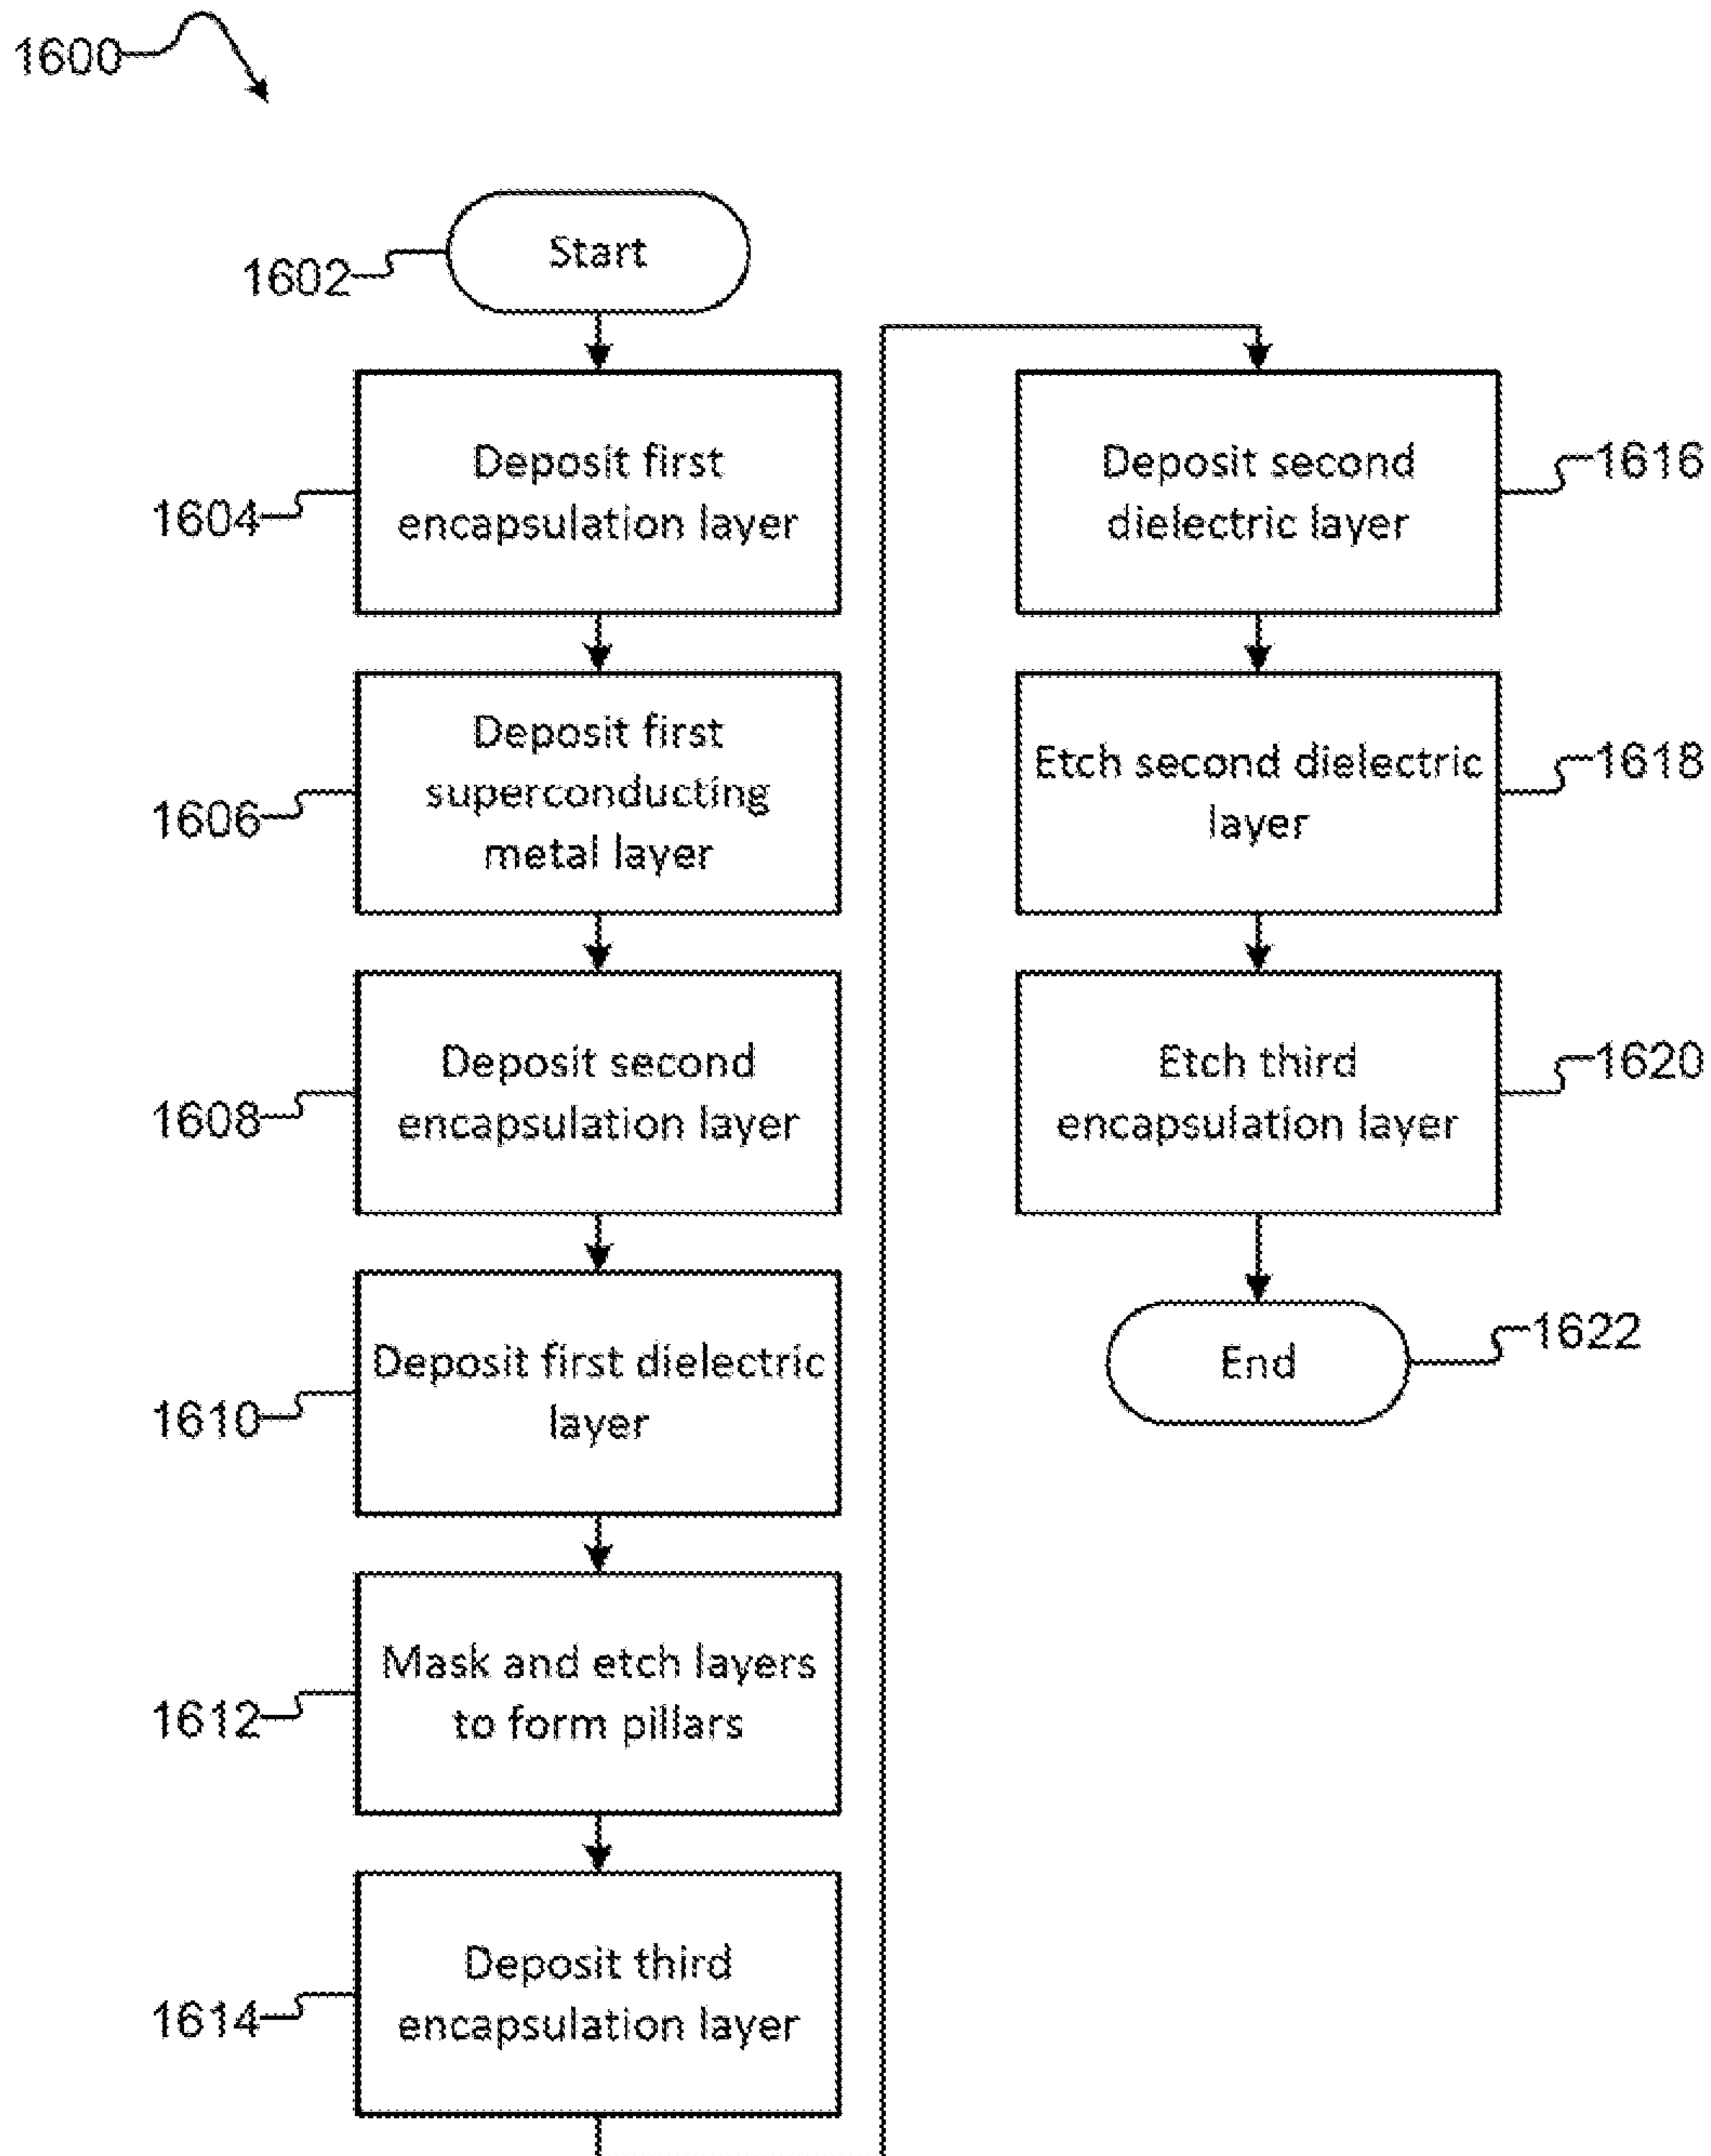 1600
1602
Start
1604
Deposit first
encapsulation layer
1606
Deposit first
superconducting
metal layer
1608
Deposit second
encapsulation layer
1610
Deposit first dielectric
layer
1612
Mask and etch layers
to form pillars
1614
Deposit third
encapsulation layer
Deposit second
dielectric layer
1616
Etch second dielectric
layer
1618
Etch third
encapsulation layer
1620
End
1622